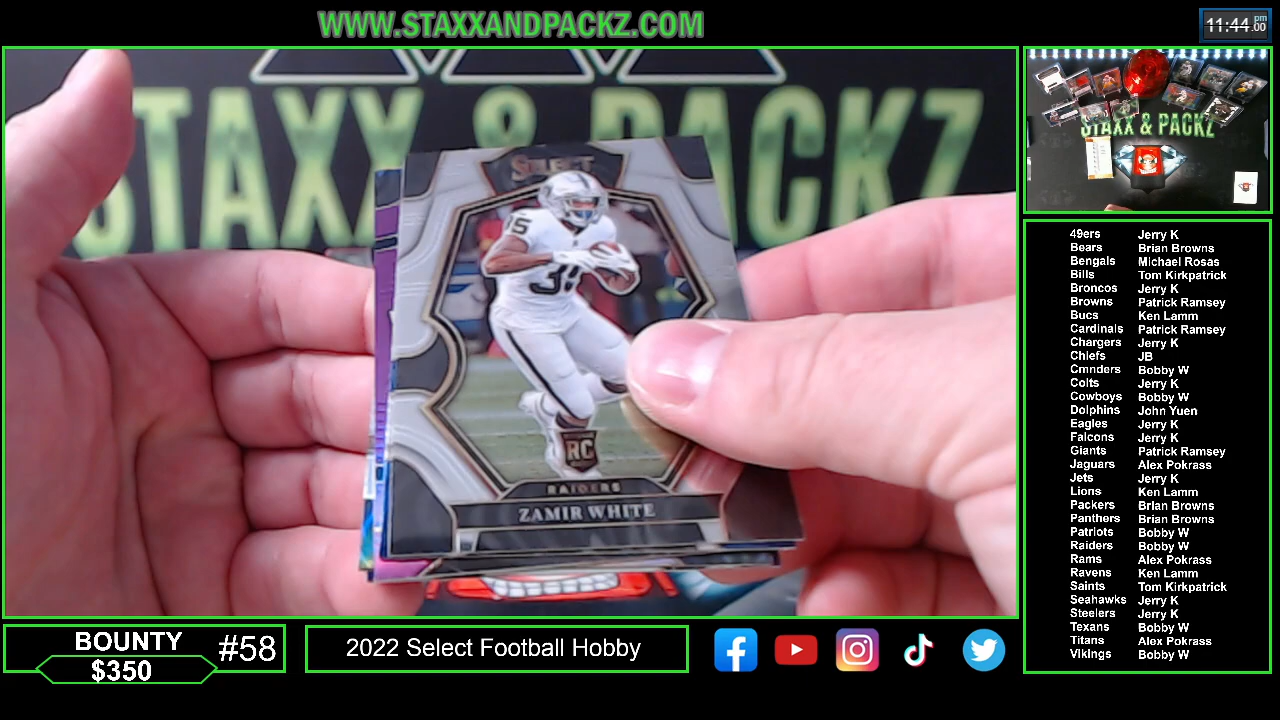 WWW.STAXXANDPACKZ.COM
11:44 pm .00
STAXX & PACKZ
SELECT
35
35
RC
RAIDERS
ZAMIR WHITE
STAXX & PACKZ
49ers Jerry K
Bears Brian Browns
Bengals Michael Rosas
Bills Tom Kirkpatrick
Broncos Jerry K
Browns Patrick Ramsey
Bucs Ken Lamm
Cardinals Patrick Ramsey
Chargers Jerry K
Chiefs JB
Cmnders Bobby W
Colts Jerry K
Cowboys Bobby W
Dolphins John Yuen
Eagles Jerry K
Falcons Jerry K
Giants Patrick Ramsey
Jaguars Alex Pokrass
Jets Jerry K
Lions Ken Lamm
Packers Brian Browns
Panthers Brian Browns
Patriots Bobby W
Raiders Bobby W
Rams Alex Pokrass
Ravens Ken Lamm
Saints Tom Kirkpatrick
Seahawks Jerry K
Steelers Jerry K
Texans Bobby W
Titans Alex Pokrass
Vikings Bobby W
BOUNTY
$350
#58
2022 Select Football Hobby